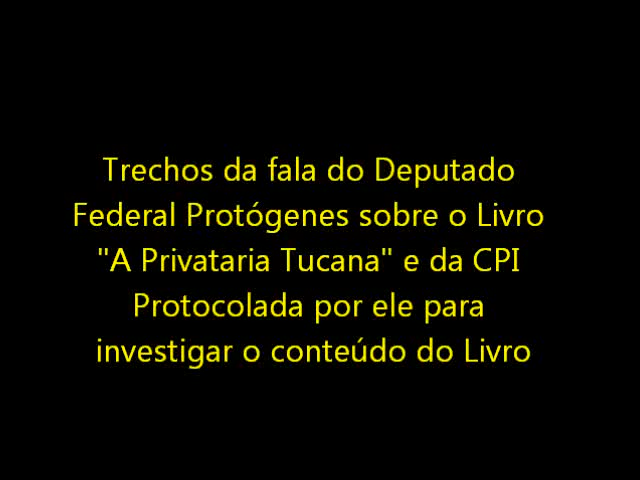 Trechos da fala do Deputado
Federal Protógenes sobre o Livro
"A Privataria Tucana" e da CPI
Protocolada por ele para
investigar o conteúdo do Livro